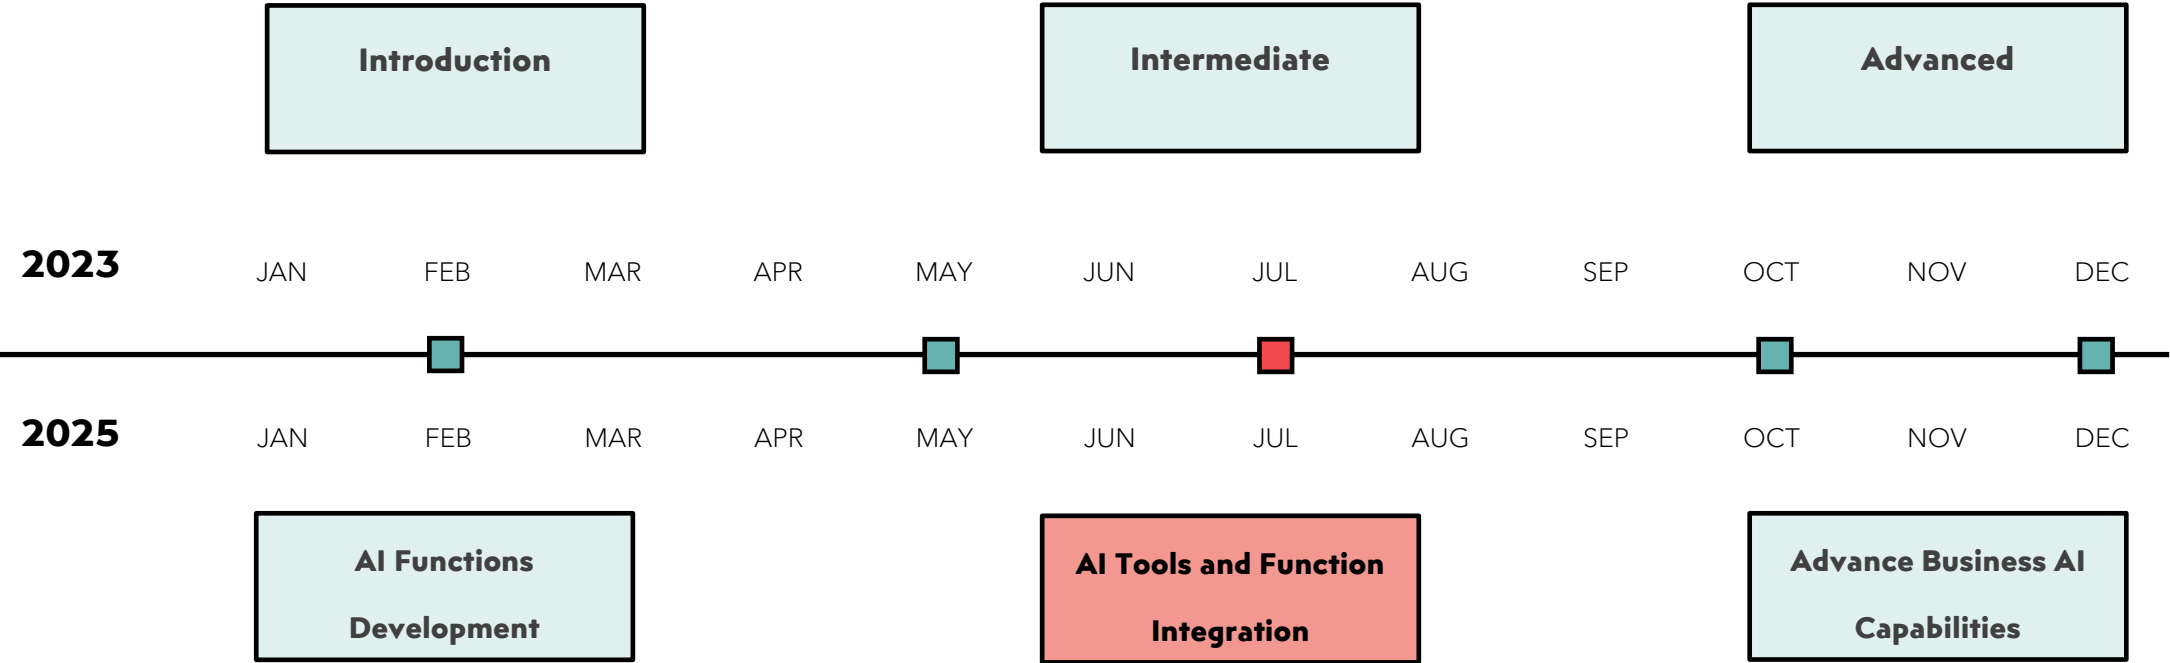 Introduction
Intermediate
Advanced
2023 JAN FEB MAR APR MAY JUN JUL AUG SEP OCT NOV DEC
2025 JAN FEB MAR APR MAY JUN JUL AUG SEP OCT NOV DEC
AI Functions
Development
AI Tools and Function
Integration
Advance Business AI
Capabilities